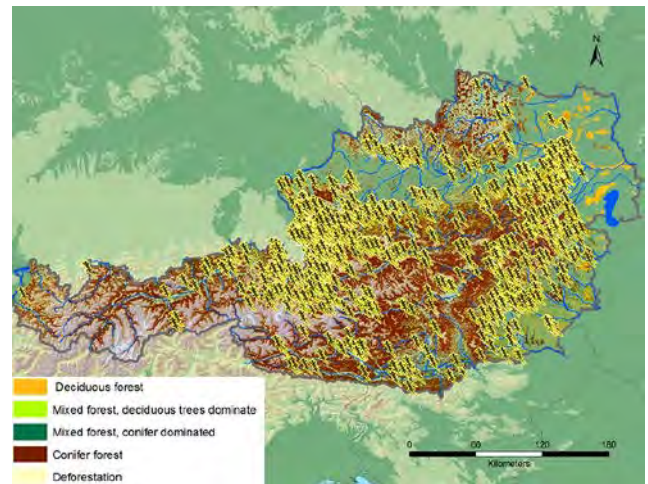 N
Deciduous forest
Mixed forest, deciduous trees dominate
Mixed forest, conifer dominated
Conifer forest
Deforestation
0 60 120 180
Kilometers